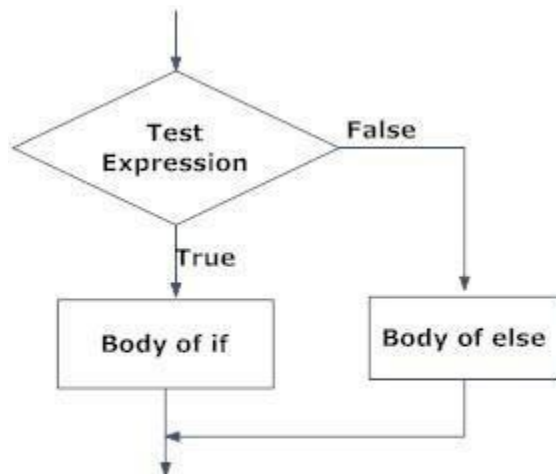 Test
Expression
False
True
Body of if
Body of else